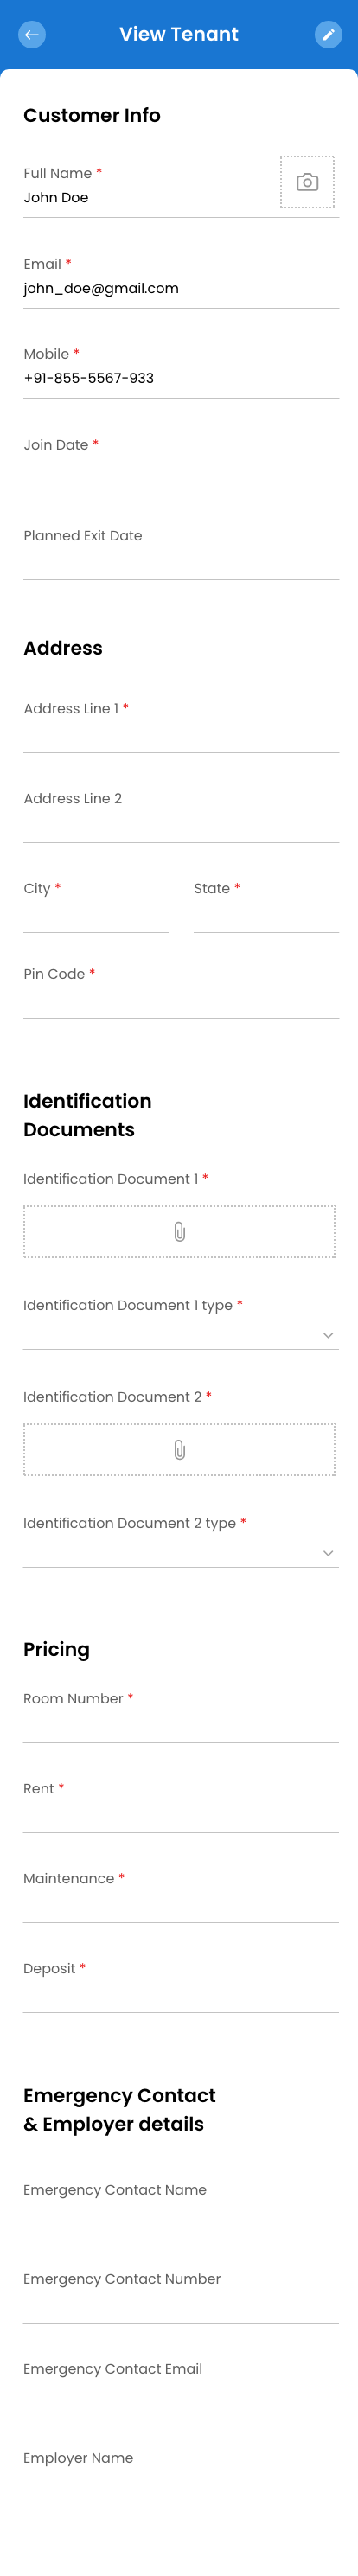 View Tenant
Customer Info
Full Name *
John Doe
Email *
john_doe@gmail.com
Mobile *
+91-855-5567-933
Join Date *
Planned Exit Date
Address
Address Line 1 *
Address Line 2
City *
State *
Pin Code *
Identification
Documents
Identification Document 1 *
Identification Document 1 type *
Identification Document 2 *
Identification Document 2 type *
Pricing
Room Number *
Rent *
Maintenance *
Deposit *
Emergency Contact
& Employer details
Emergency Contact Name
Emergency Contact Number
Emergency Contact Email
Employer Name